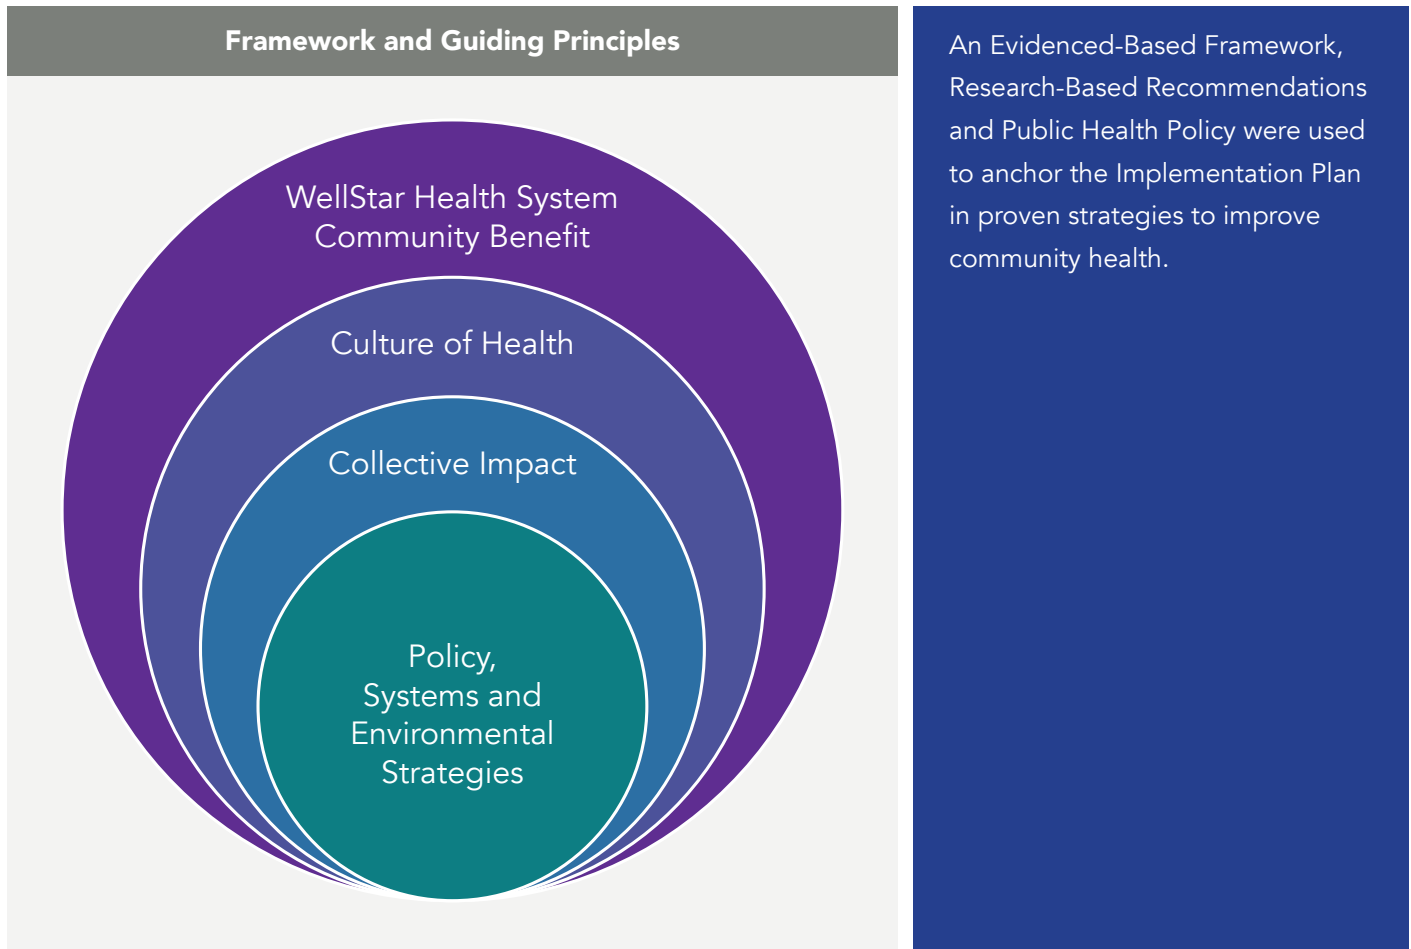 Framework and Guiding Principles
WellStar Health System
Community Benefit
Culture of Health
Collective Impact
Policy,
Systems and
Environmental
Strategies
An Evidenced-Based Framework,
Research-Based Recommendations
and Public Health Policy were used
to anchor the Implementation Plan
in proven strategies to improve
community health.